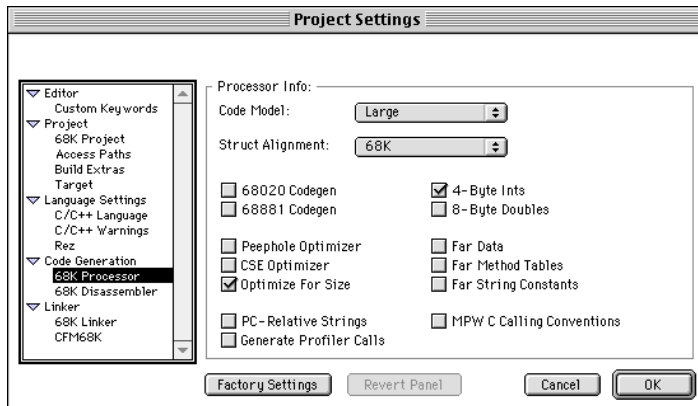 Project Settings
Editor
Custom Keywords
Project
68K Project
Access Paths
Build Extras
Target
Language Settings
C/C++ Language
C/C++ Warnings
Rez
Code Generation
68K Processor
68K Disassembler
Linker
68K Linker
CFM68K
Processor Info:
Code Model: Large
Struct Alignment: 68K
68020 Codegen
68881 Codegen
Peephole Optimizer
CSE Optimizer
Optimize For Size
PC-Relative Strings
Generate Profiler Calls
4-Byte Ints
8-Byte Doubles
Far Data
Far Method Tables
Far String Constants
MPW C Calling Conventions
Factory Settings Revert Panel Cancel OK